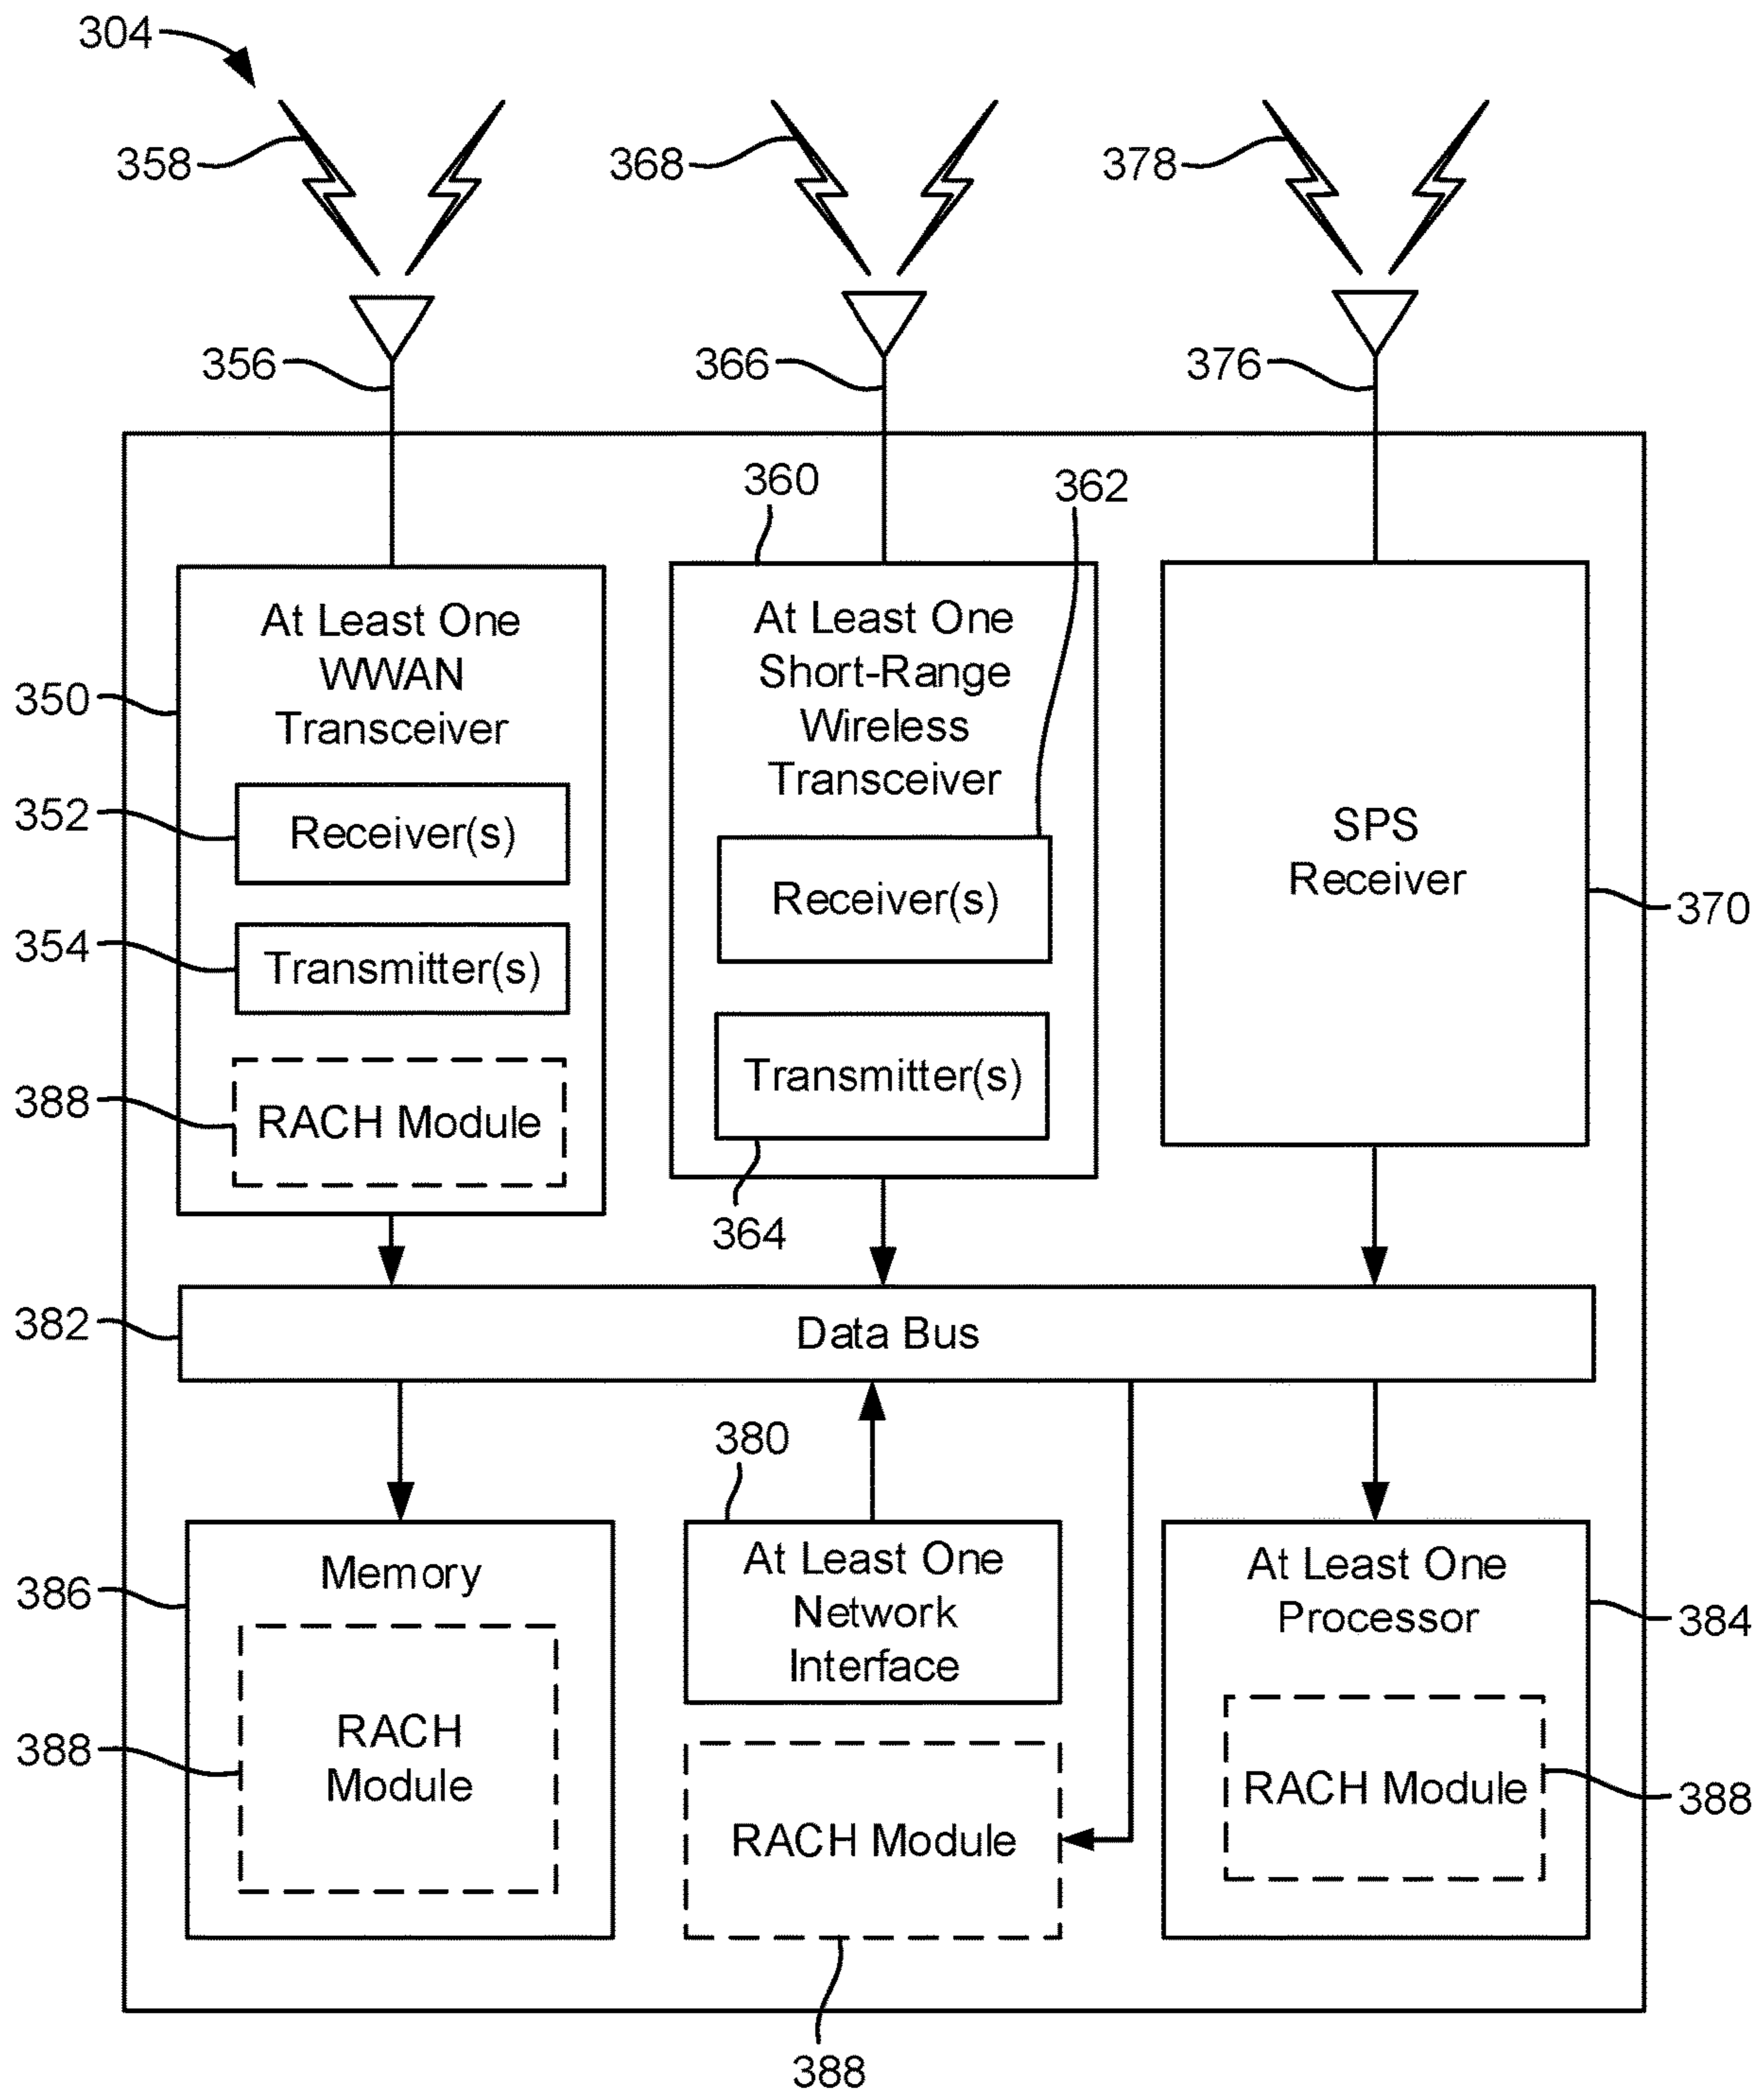 304
358
368
378
356
366
376
360
362
At Least One
WWAN
Transceiver
At Least One
Short-Range
Wireless
Transceiver
350
352
Receiver(s)
Receiver(s)
SPS
Receiver
370
354
Transmitter(s)
Transmitter(s)
388
RACH Module
364
382
Data Bus
380
Memory
At Least One
Network
Interface
At Least One
Processor
386
384
388
RACH
Module
RACH Module
RACH Module
388
388